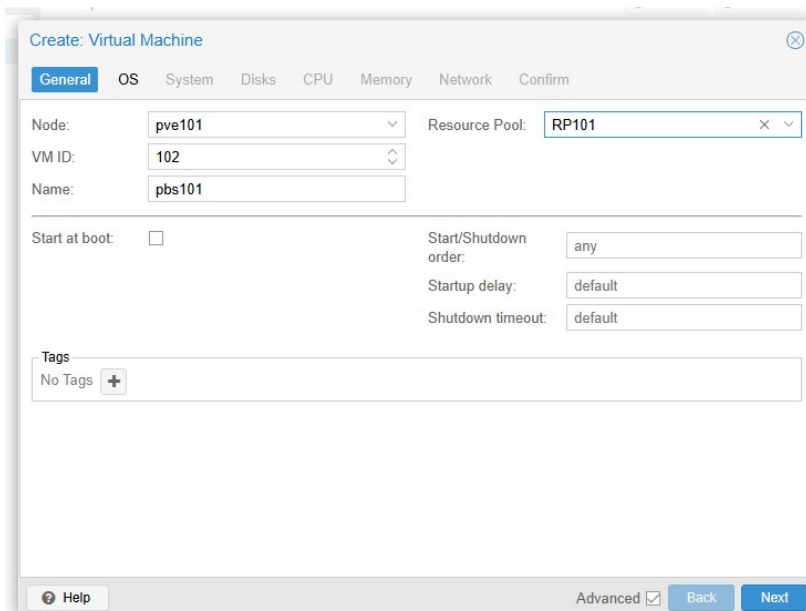 Create: Virtual Machine
General OS System Disks CPU Memory Network Confirm
Node: pve101 Resource Pool: RP101
VM ID: 102
Name: pbs101
Start at boot: Start/Shutdown order: any
Startup delay: default
Shutdown timeout: default
Tags
No Tags
Help Advanced Back Next